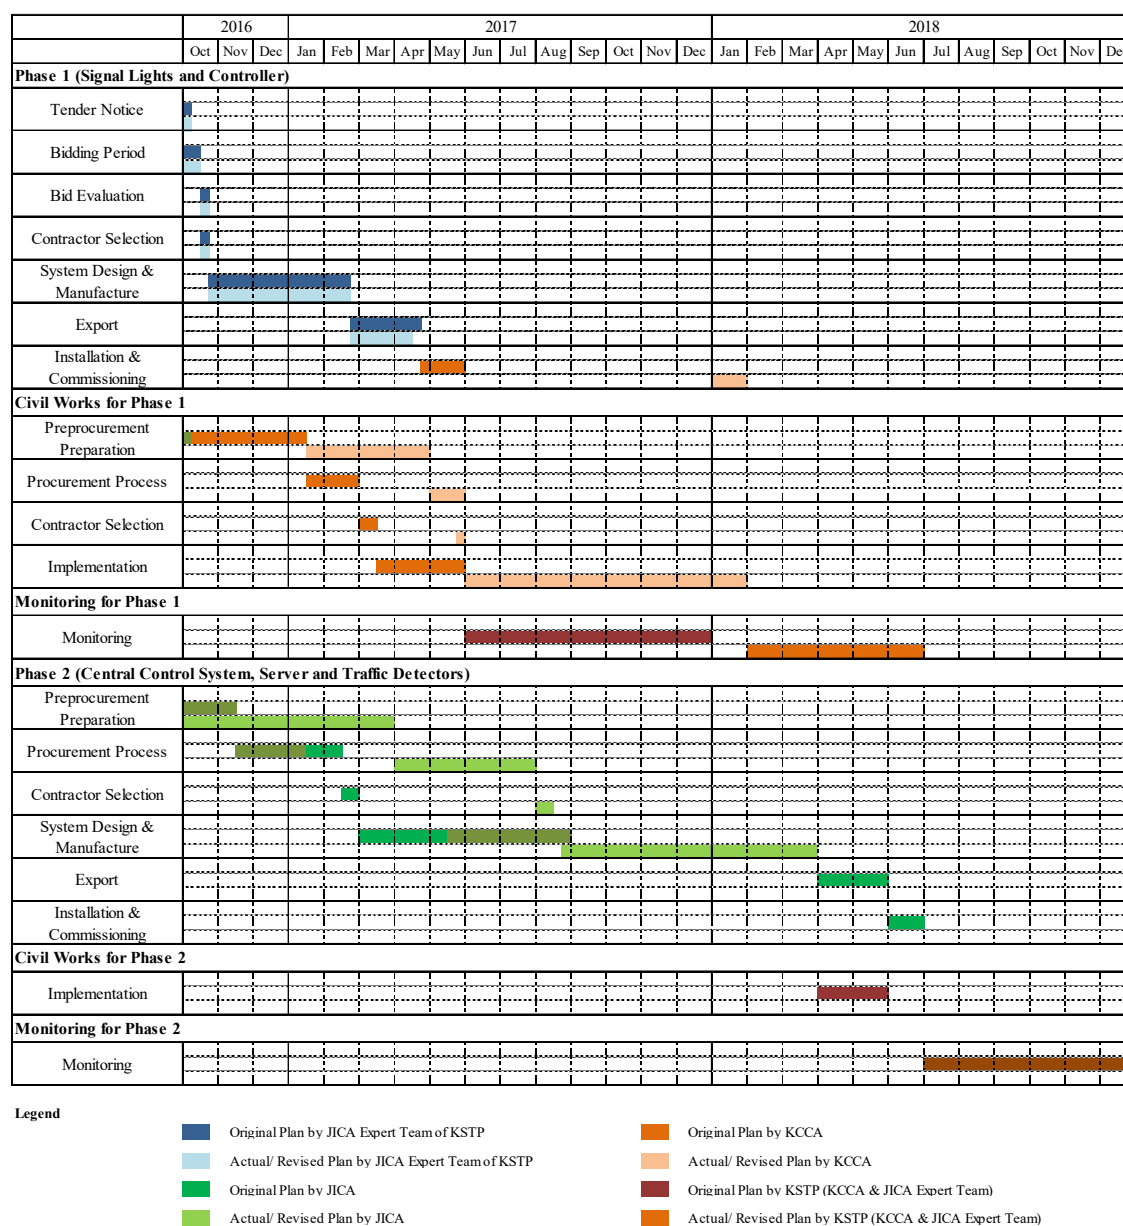 2016 2017 2018
Oct Nov Dec Jan Feb Mar Apr May Jun Jul Aug Sep Oct Nov Dec Jan Feb Mar Apr May Jun Jul Aug Sep Oct Nov De
Phase 1 (Signal Lights and Controller)
Tender Notice
Bidding Period
Bid Evaluation
Contractor Selection
System Design &
Manufacture
Export
Installation &
Commissioning
Civil Works for Phase 1
Preprocurement
Preparation
Procurement Process
Contractor Selection
Implementation
Monitoring for Phase 1
Monitoring
Phase 2 (Central Control System, Server and Traffic Detectors)
Preprocurement
Preparation
Procurement Process
Contractor Selection
System Design &
Manufacture
Export
Installation &
Commissioning
Civil Works for Phase 2
Implementation
Monitoring for Phase 2
Monitoring
Legend
Original Plan by JICA Expert Team of KSTP
Original Plan by KCCA
Actual/ Revised Plan by JICA Expert Team of KSTP
Actual/ Revised Plan by KCCA
Original Plan by JICA
Original Plan by KSTP (KCCA & JICA Expert Team)
Actual/ Revised Plan by JICA
Actual/ Revised Plan by KSTP (KCCA & JICA Expert Team)